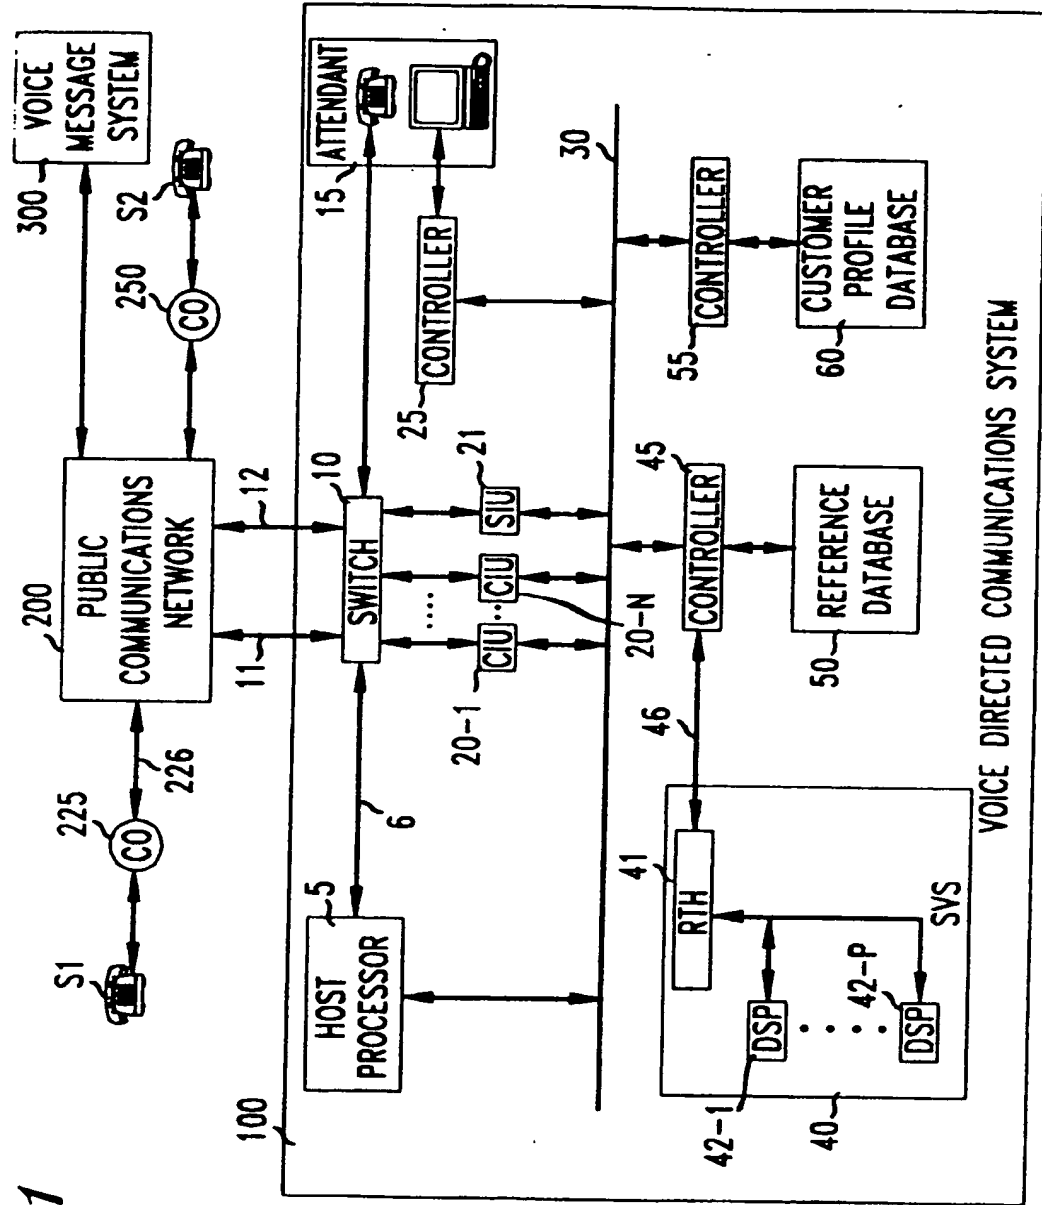 1
S1
225
CO
226
200
PUBLIC
COMMUNICATIONS
NETWORK
300
VOICE
MESSAGE
SYSTEM
250
CO
S2
100
HOST
PROCESSOR
5
6
11
12
SWITCH
10
15
ATTENDANT
20-1
CIU
....
..
CIU
20-N
SIU
21
25
CONTROLLER
30
40
SVS
RTH
41
42-1
DSP
.....
DSP
42-P
46
CONTROLLER
45
50
REFERENCE
DATABASE
55
CONTROLLER
60
CUSTOMER
PROFILE
DATABASE
VOICE DIRECTED COMMUNICATIONS SYSTEM